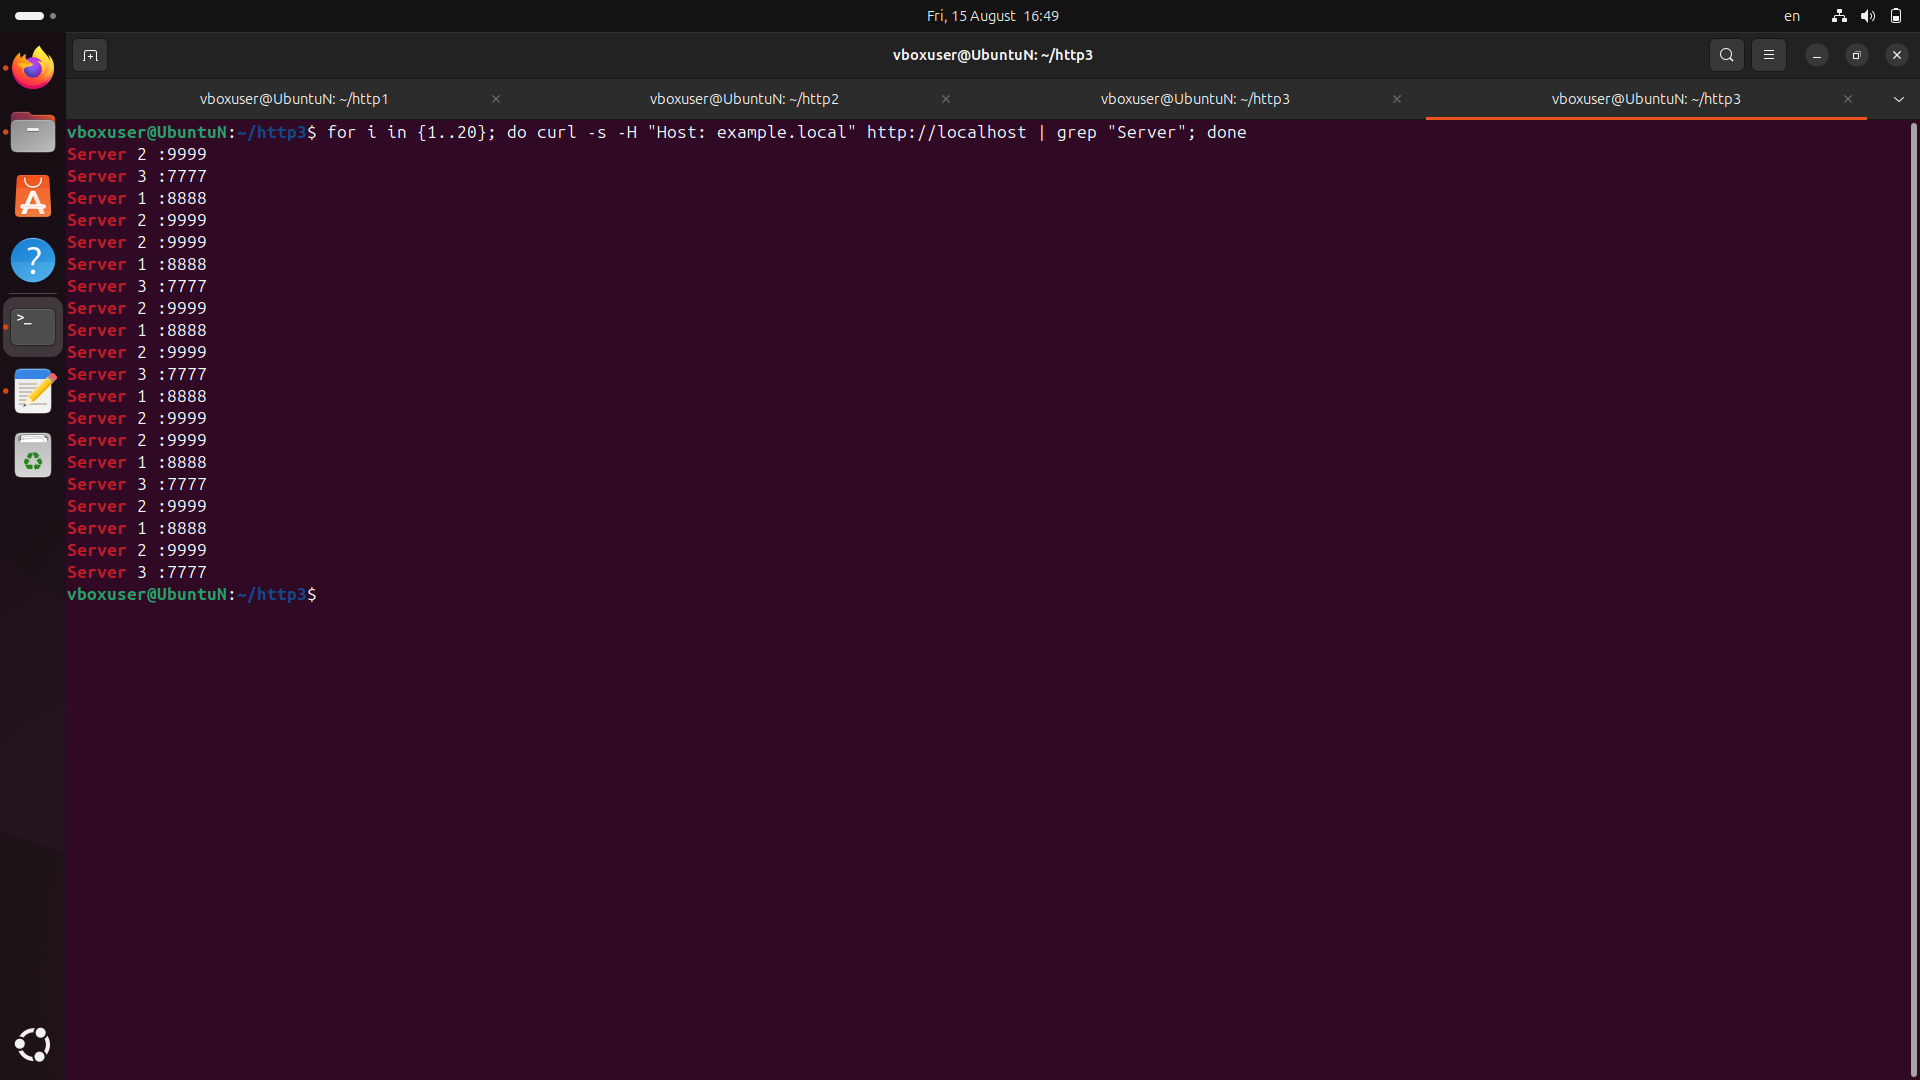 Fri, 15 August 16:49
en
vboxuser@UbuntuN: ~/http3
vboxuser@UbuntuN: ~/http1
vboxuser@UbuntuN: ~/http2
vboxuser@UbuntuN: ~/http3
vboxuser@UbuntuN: ~/http3
vboxuser@UbuntuN:~/http3$ for i in {1..20}; do curl -s -H "Host: example.local" http://localhost | grep "Server"; done
Server 2 :9999
Server 3 :7777
Server 1 :8888
Server 2 :9999
Server 2 :9999
Server 1 :8888
Server 3 :7777
Server 2 :9999
Server 1 :8888
Server 2 :9999
Server 3 :7777
Server 1 :8888
Server 2 :9999
Server 2 :9999
Server 1 :8888
Server 3 :7777
Server 2 :9999
Server 1 :8888
Server 2 :9999
Server 3 :7777
vboxuser@UbuntuN:~/http3$